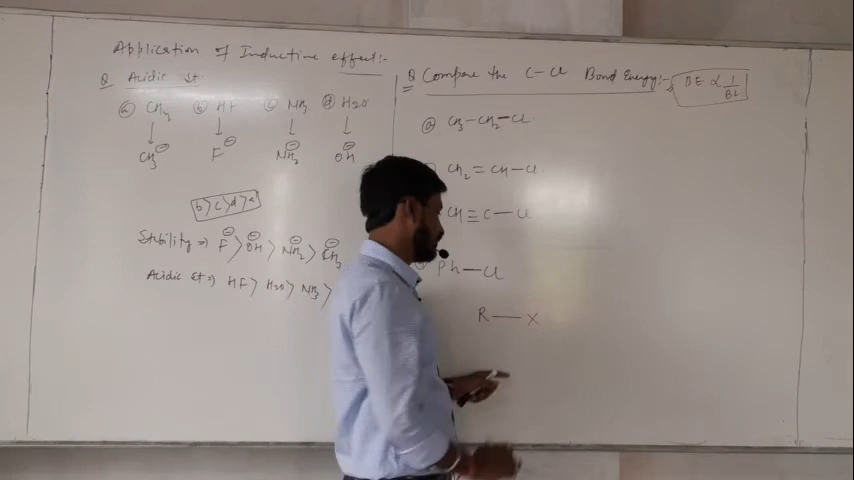 Application of Inductive effect:-
Q Acidic st.
(a) CH4 (b) HF (c) NH3 (d) H2O
↓ ↓ ↓ ↓
CH3⊖ F⊖ NH2⊖ OH⊖
b>c>d>a
Stability ⇒ F⊖ > OH⊖ > NH2⊖ > CH3⊖
Acidic st ⇒ HF > H2O > NH3 >
Q Compare the C-Cl Bond Energy:-
BE ∝ 1/BL
(a) CH3-CH2-Cl
CH2=CH-Cl
CH≡C-Cl
Ph-Cl
R-X